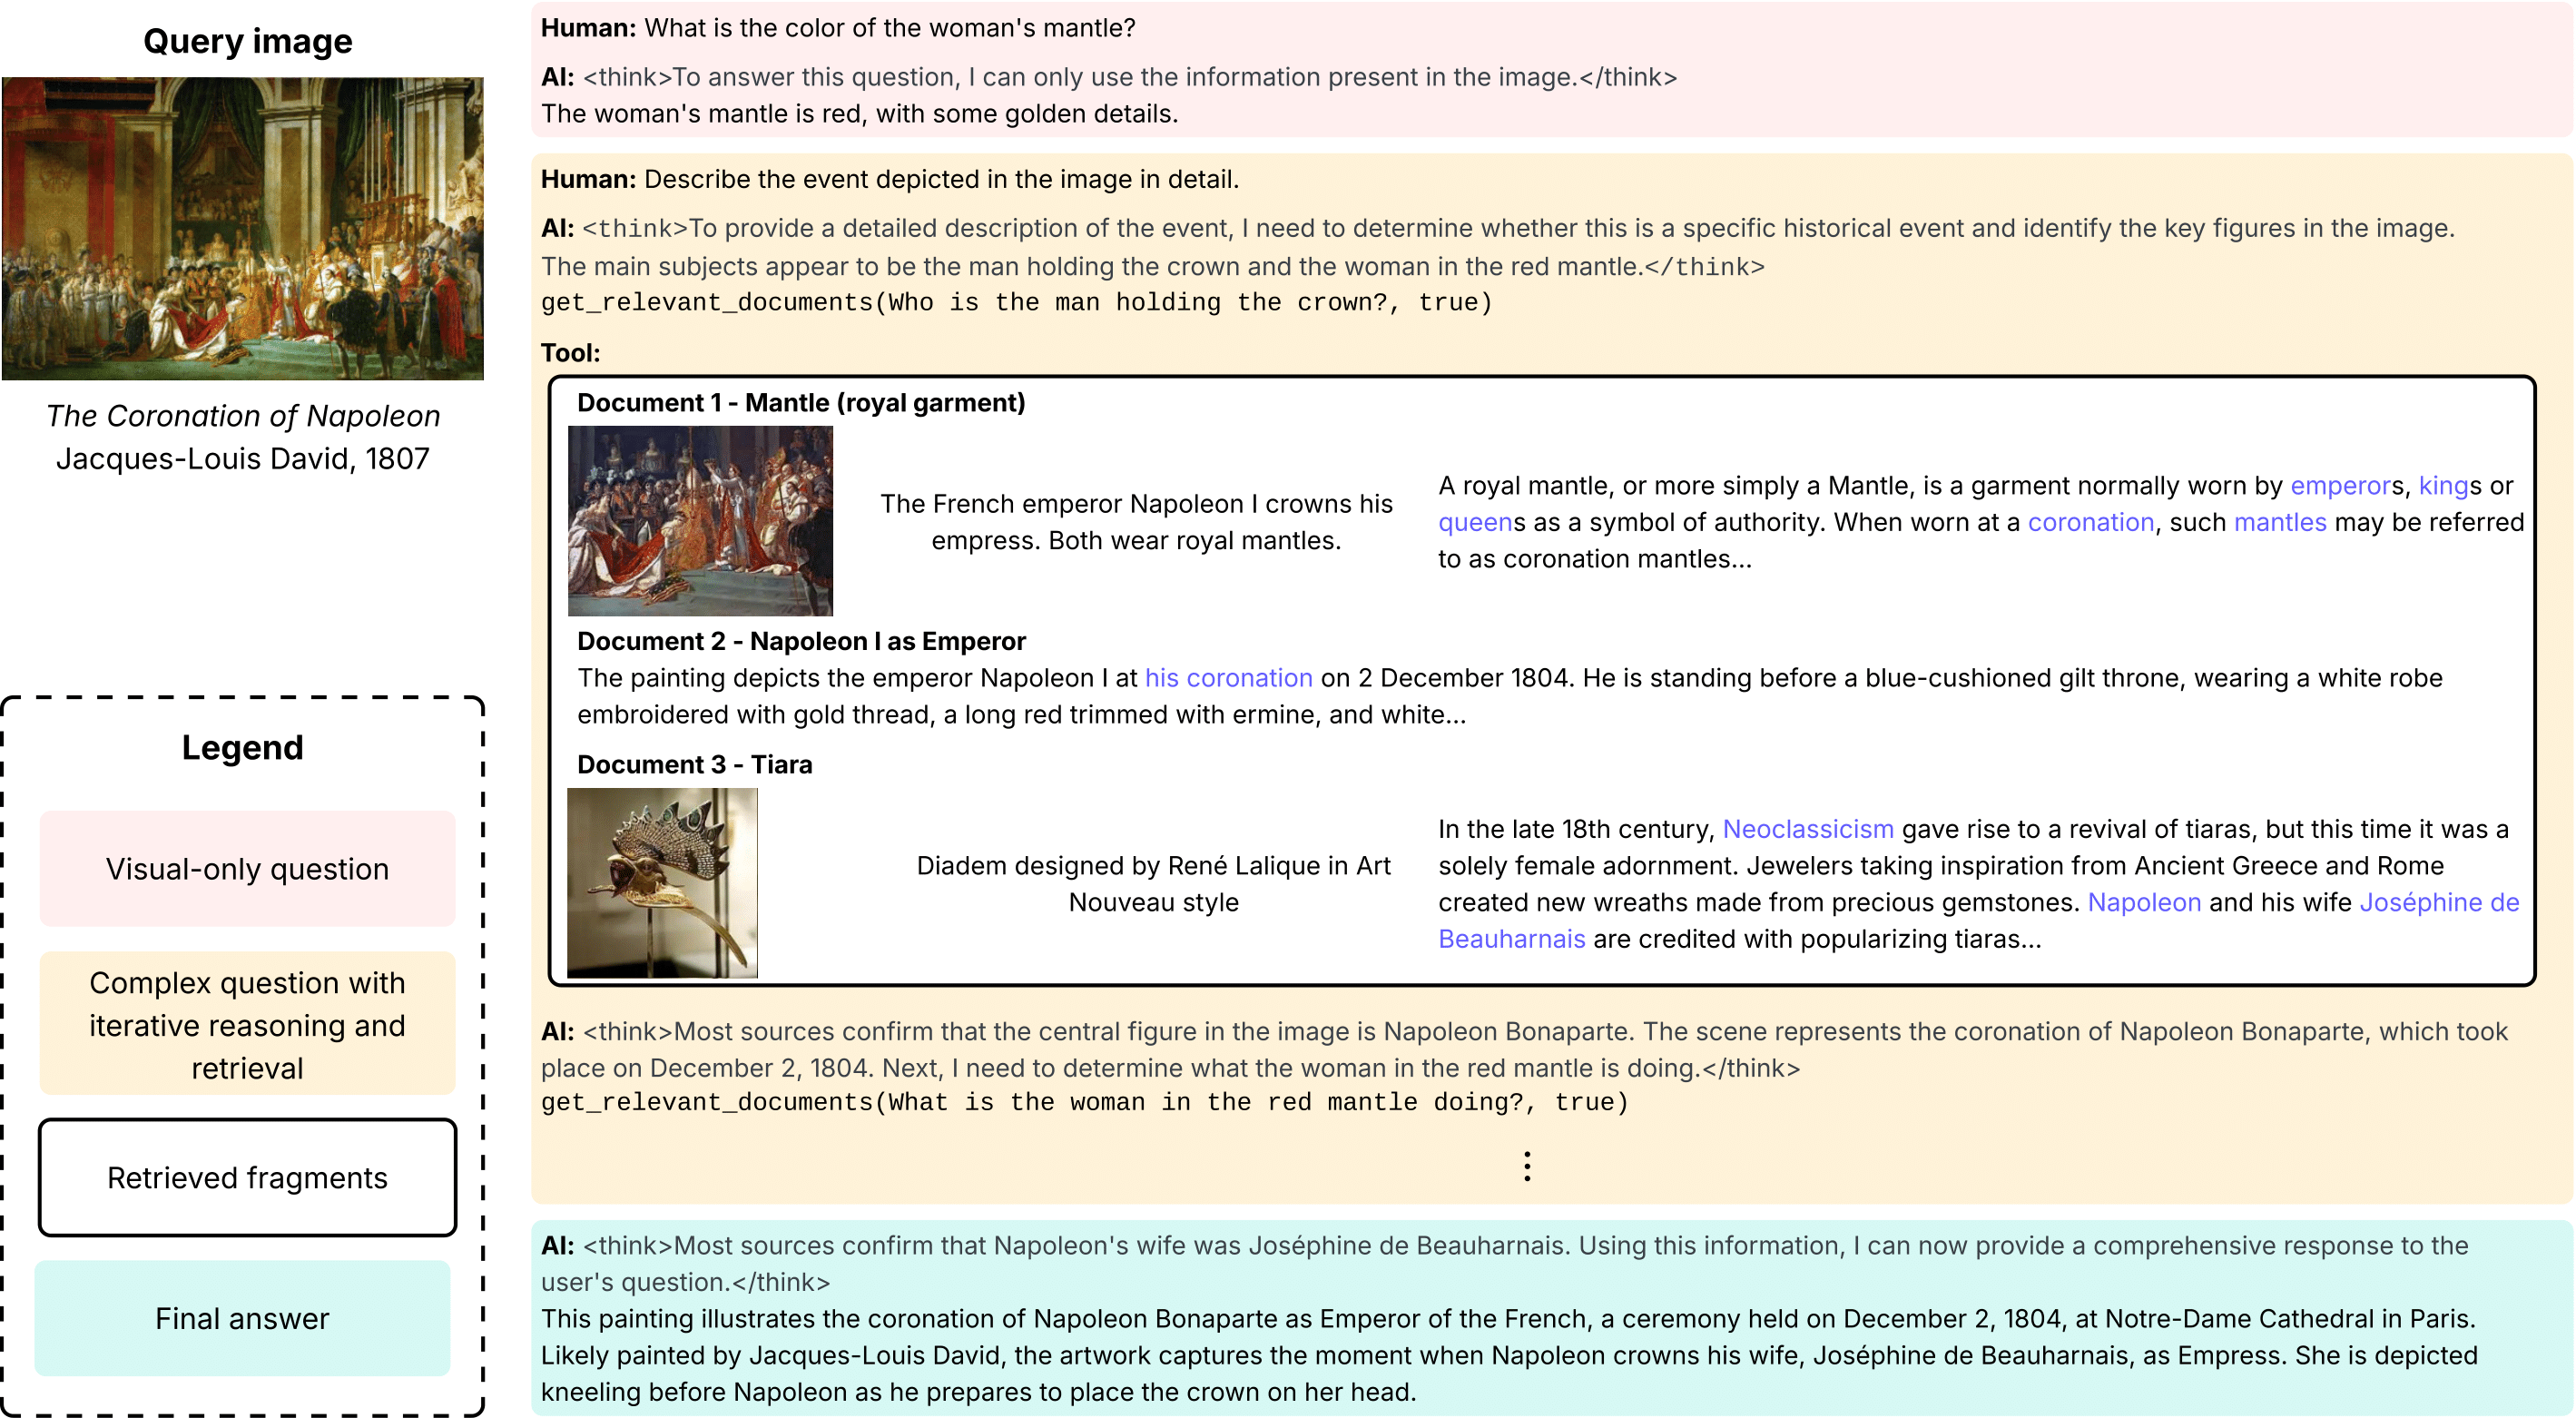 Query image
The Coronation of Napoleon
Jacques-Louis David, 1807
Legend
Visual-only question
Complex question with
iterative reasoning and
retrieval
Retrieved fragments
Final answer
Human: What is the color of the woman's mantle?
AI: <think>To answer this question, I can only use the information present in the image.</think>
The woman's mantle is red, with some golden details.
Human: Describe the event depicted in the image in detail.
AI: <think>To provide a detailed description of the event, I need to determine whether this is a specific historical event and identify the key figures in the image.
The main subjects appear to be the man holding the crown and the woman in the red mantle.</think>
get_relevant_documents(Who is the man holding the crown?, true)
Tool:
Document 1 - Mantle (royal garment)
The French emperor Napoleon I crowns his
empress. Both wear royal mantles.
A royal mantle, or more simply a Mantle, is a garment normally worn by emperors, kings or
queens as a symbol of authority. When worn at a coronation, such mantles may be referred
to as coronation mantles...
Document 2 - Napoleon I as Emperor
The painting depicts the emperor Napoleon I at his coronation on 2 December 1804. He is standing before a blue-cushioned gilt throne, wearing a white robe
embroidered with gold thread, a long red trimmed with ermine, and white...
Document 3 - Tiara
Diadem designed by René Lalique in Art
Nouveau style
In the late 18th century, Neoclassicism gave rise to a revival of tiaras, but this time it was a
solely female adornment. Jewelers taking inspiration from Ancient Greece and Rome
created new wreaths made from precious gemstones. Napoleon and his wife Joséphine de
Beauharnais are credited with popularizing tiaras...
AI: <think>Most sources confirm that the central figure in the image is Napoleon Bonaparte. The scene represents the coronation of Napoleon Bonaparte, which took
place on December 2, 1804. Next, I need to determine what the woman in the red mantle is doing.</think>
get_relevant_documents(What is the woman in the red mantle doing?, true)
AI: <think>Most sources confirm that Napoleon's wife was Joséphine de Beauharnais. Using this information, I can now provide a comprehensive response to the
user's question.</think>
This painting illustrates the coronation of Napoleon Bonaparte as Emperor of the French, a ceremony held on December 2, 1804, at Notre-Dame Cathedral in Paris.
Likely painted by Jacques-Louis David, the artwork captures the moment when Napoleon crowns his wife, Joséphine de Beauharnais, as Empress. She is depicted
kneeling before Napoleon as he prepares to place the crown on her head.